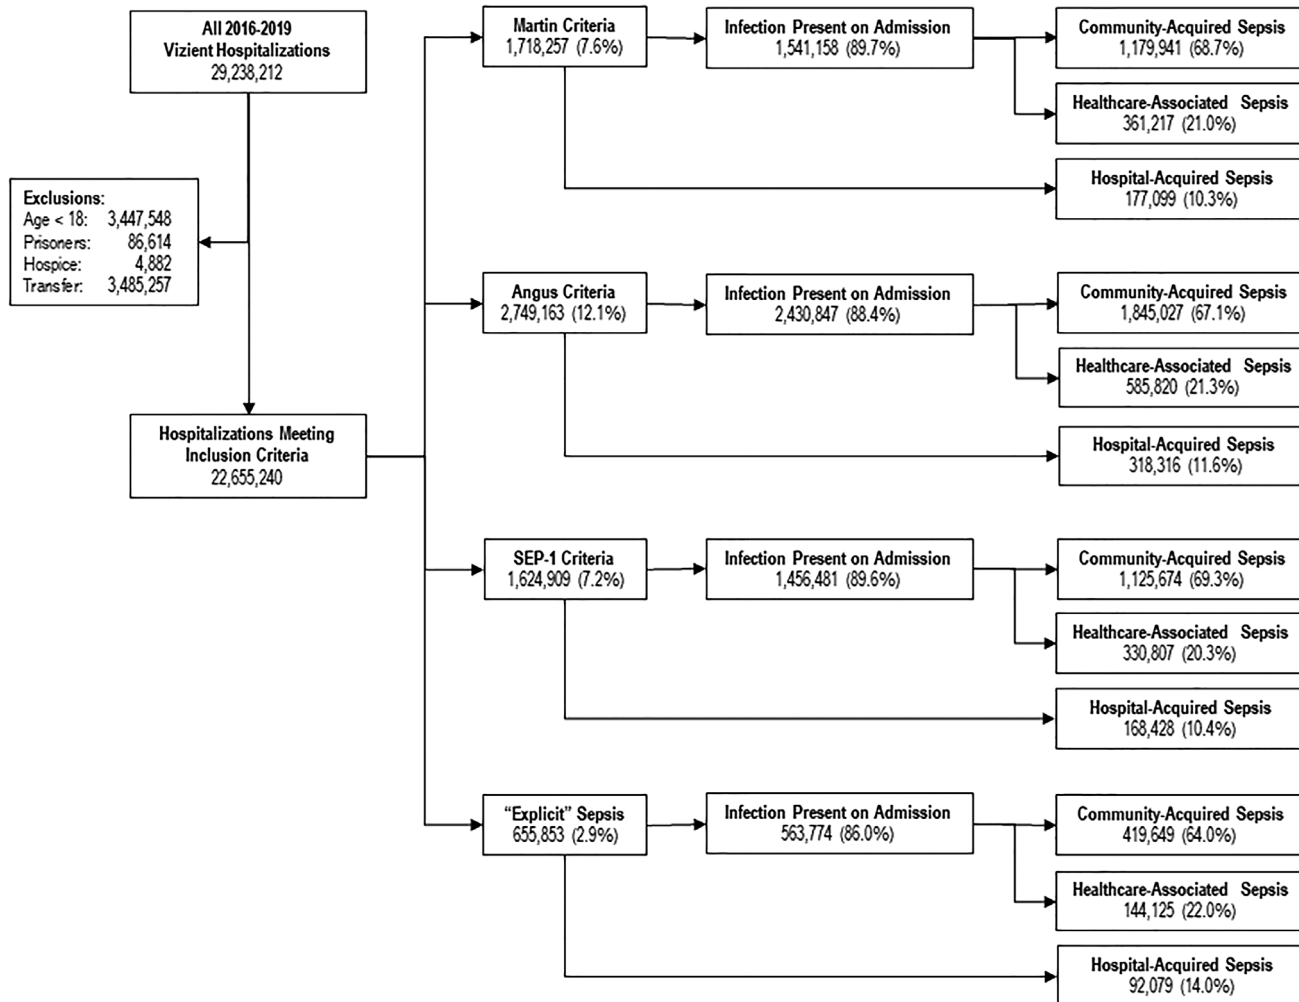 All 2016-2019
Vizient Hospitalizations
29,238,212
Exclusions:
Age < 18: 3,447,548
Prisoners: 86,614
Hospice: 4,882
Transfer: 3,485,257
Hospitalizations Meeting
Inclusion Criteria
22,655,240
Martin Criteria
1,718,257 (7.6%)
Infection Present on Admission
1,541,158 (89.7%)
Community-Acquired Sepsis
1,179,941 (68.7%)
Healthcare-Associated Sepsis
361,217 (21.0%)
Hospital-Acquired Sepsis
177,099 (10.3%)
Angus Criteria
2,749,163 (12.1%)
Infection Present on Admission
2,430,847 (88.4%)
Community-Acquired Sepsis
1,845,027 (67.1%)
Healthcare-Associated Sepsis
585,820 (21.3%)
Hospital-Acquired Sepsis
318,316 (11.6%)
SEP-1 Criteria
1,624,909 (7.2%)
Infection Present on Admission
1,456,481 (89.6%)
Community-Acquired Sepsis
1,125,674 (69.3%)
Healthcare-Associated Sepsis
330,807 (20.3%)
Hospital-Acquired Sepsis
168,428 (10.4%)
“Explicit” Sepsis
655,853 (2.9%)
Infection Present on Admission
563,774 (86.0%)
Community-Acquired Sepsis
419,649 (64.0%)
Healthcare-Associated Sepsis
144,125 (22.0%)
Hospital-Acquired Sepsis
92,079 (14.0%)